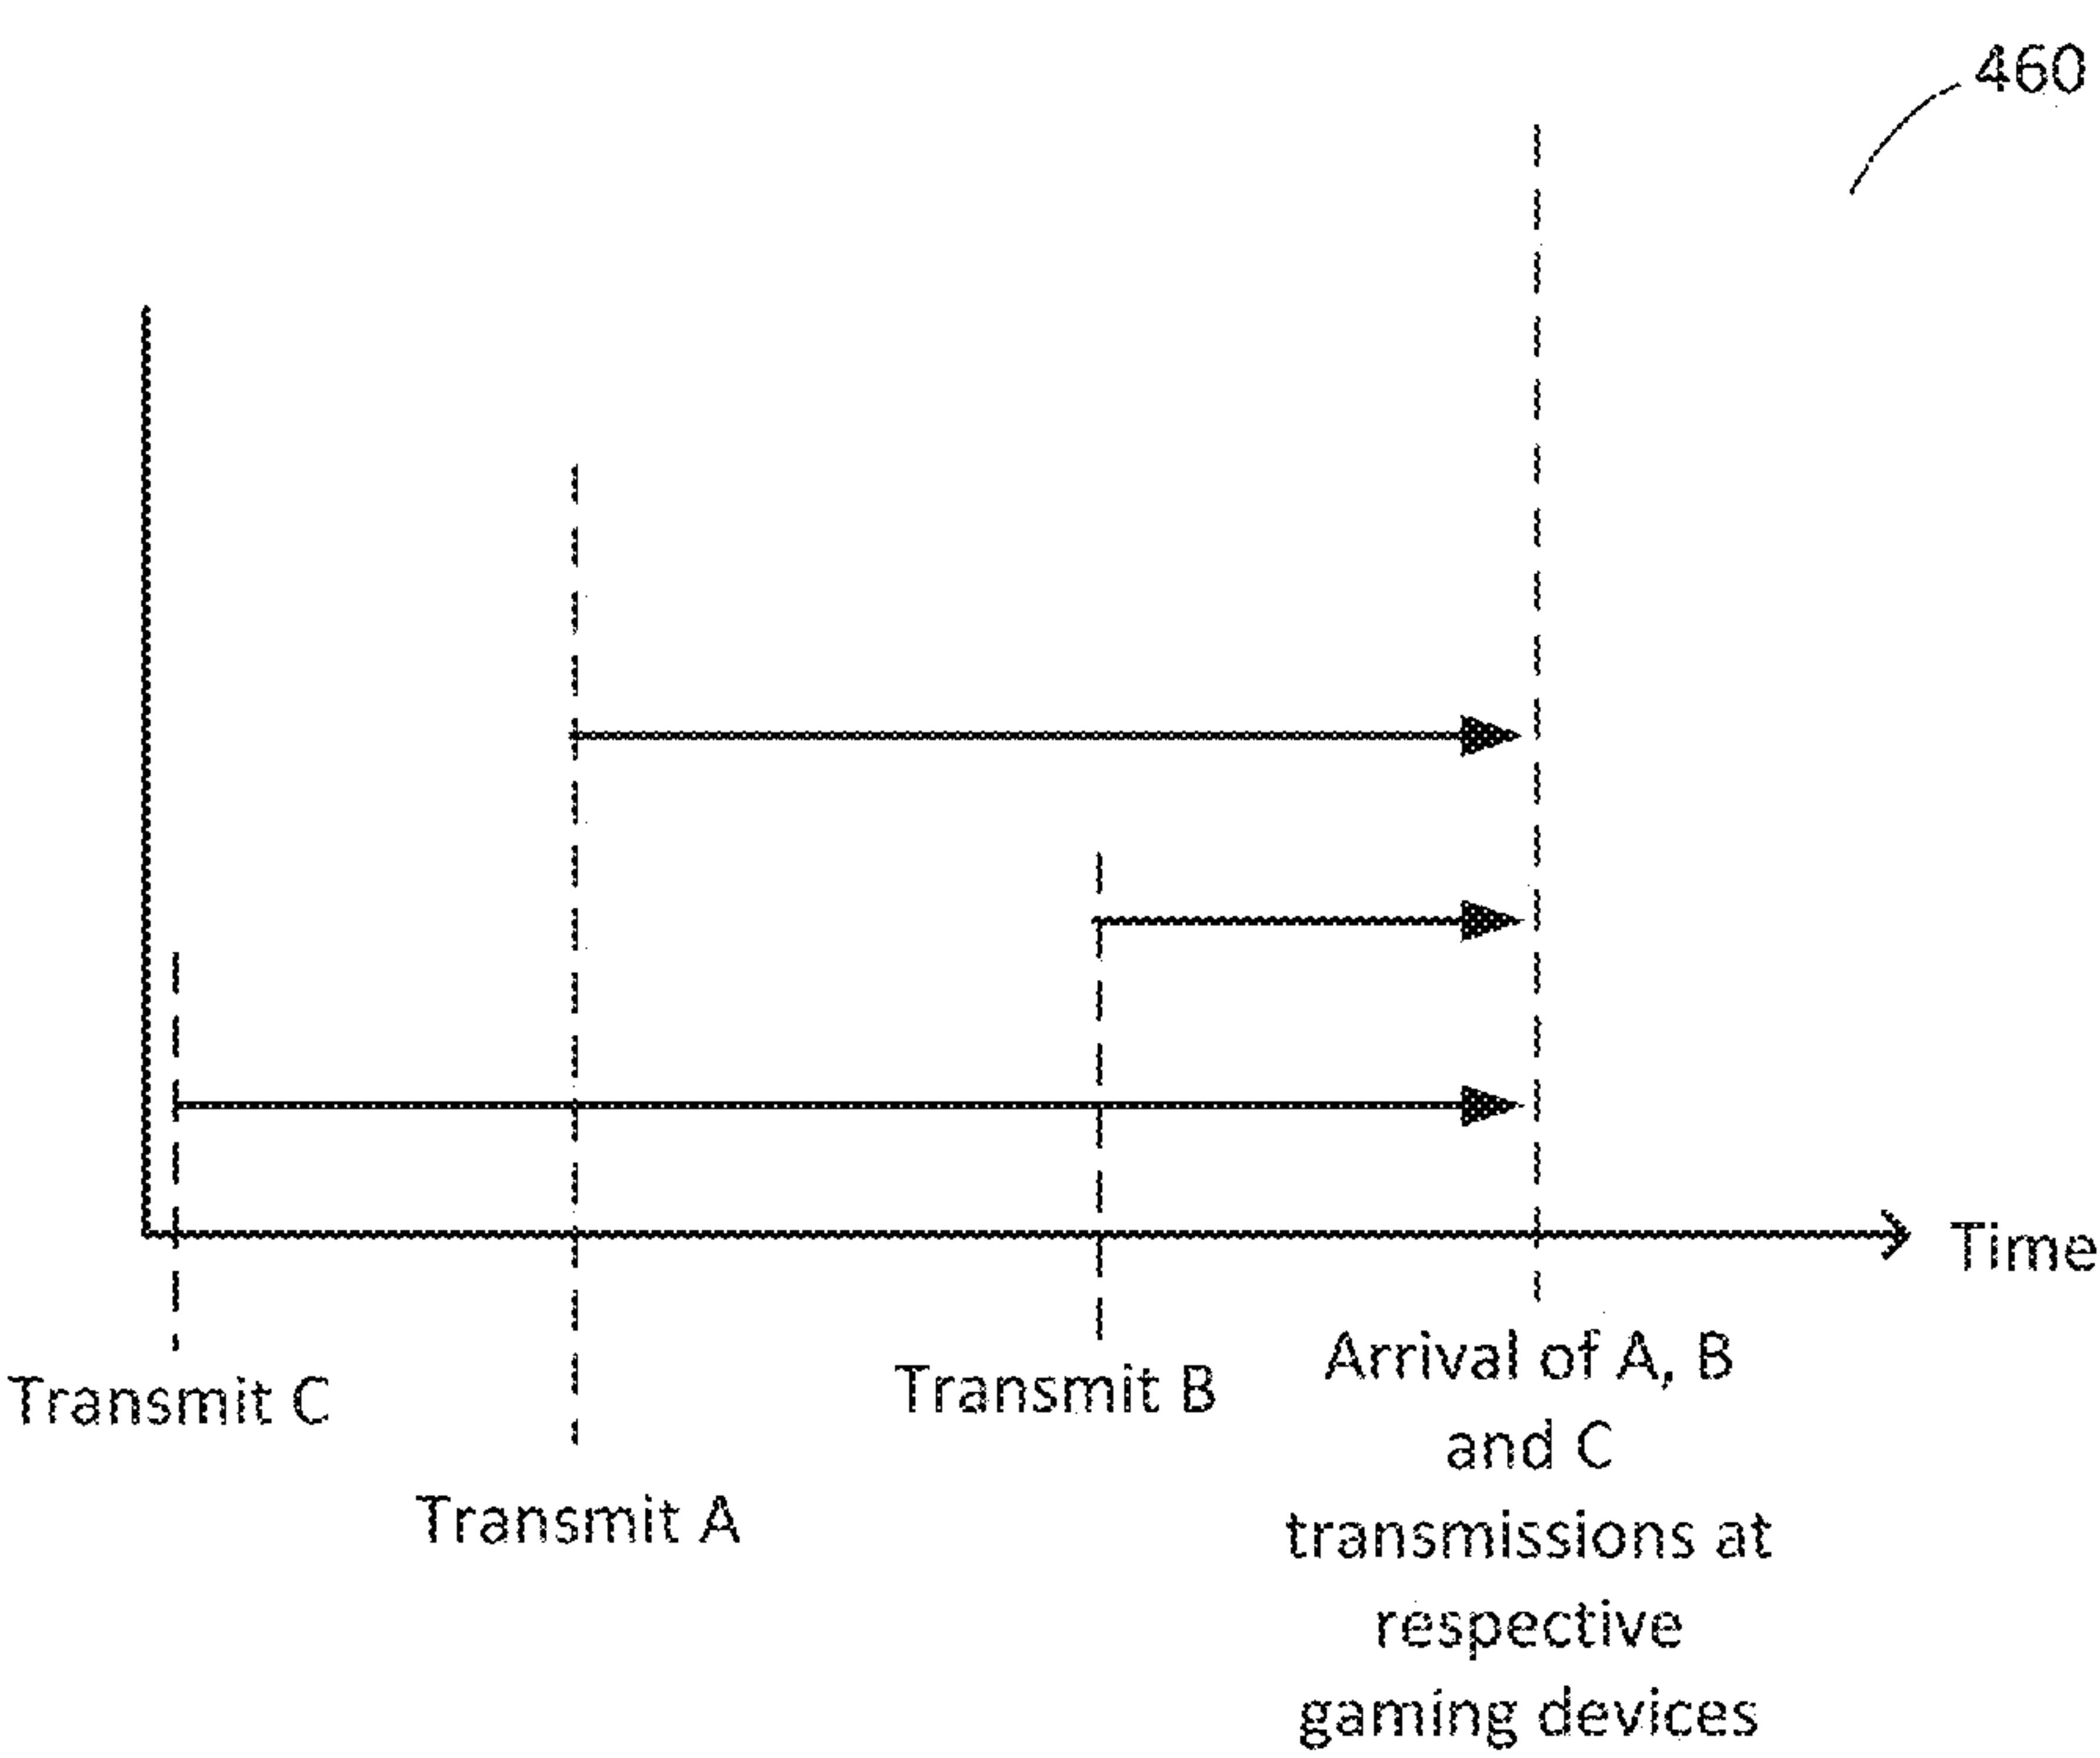 460
Time
Transmit C
Transmit A
Transmit B
Arrival of A, B
and C
transmissions at
respective
gaming devices